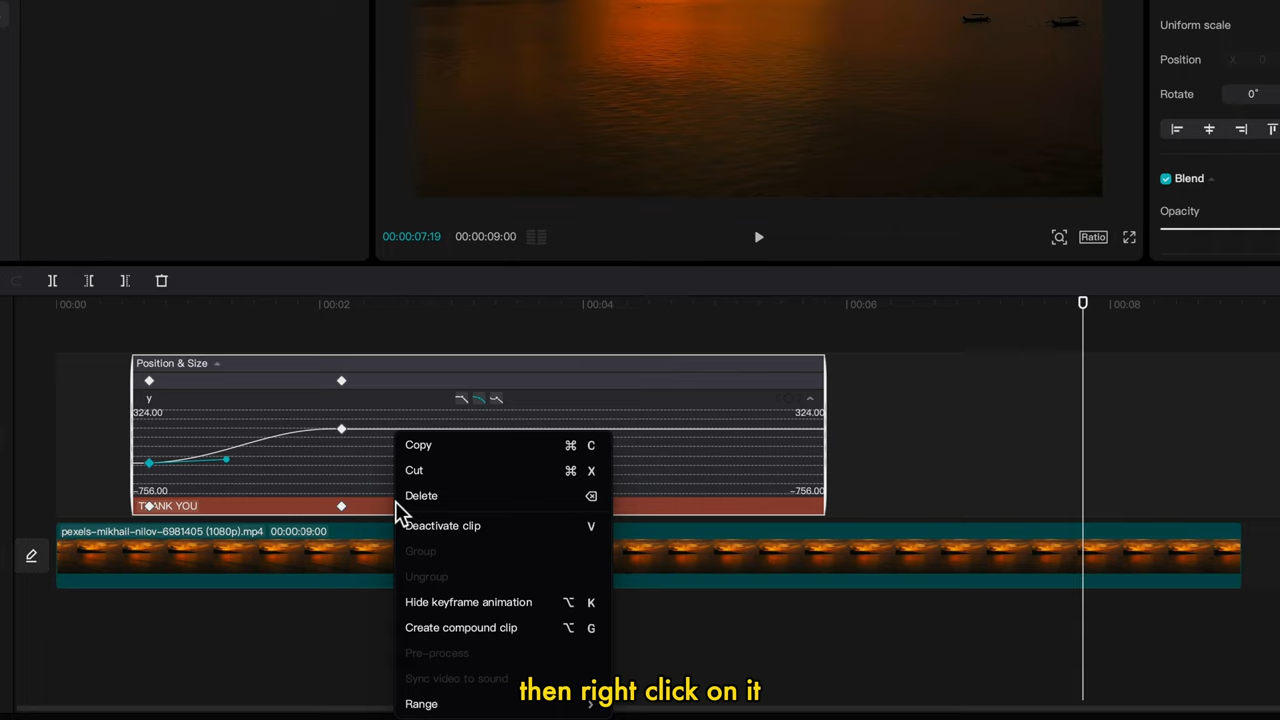 Uniform scale
Position X 0
Rotate 0°
Blend
Opacity
00:00:07:19 00:00:09:00
Ratio
00:00 00:02 00:04 00:06 00:08
Position & Size
y
324.00 324.00
-756.00 -756.00
THANK YOU
pexels-mikhail-nilov-6981405 (1080p).mp4 00:00:09:00
Copy ⌘ C
Cut ⌘ X
Delete
Deactivate clip V
Group
Ungroup
Hide keyframe animation ⌥ K
Create compound clip ⌥ G
Pre-process
Sync video to sound
then right click on it
Range